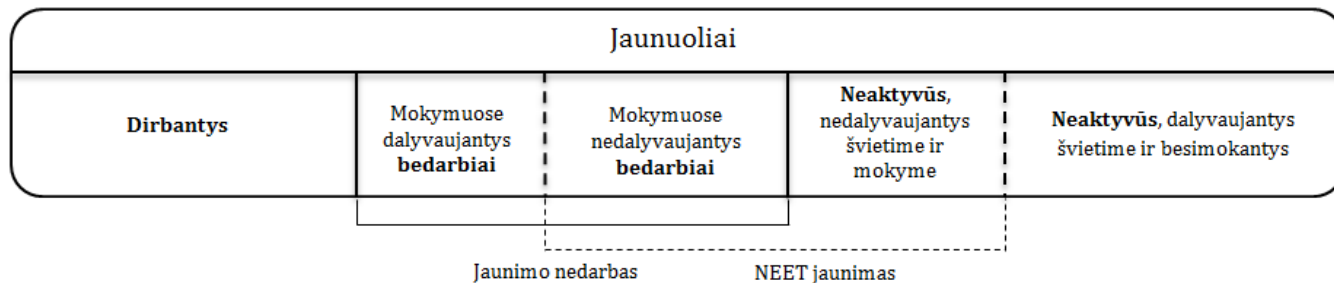 Jaunuoliai
Dirbantys
Mokymuose
dalyvaujantys
bedarbiai
Mokymuose
nedalyvaujantys
bedarbiai
Neaktyvūs,
nedalyvaujantys
švietime ir
mokyme
Neaktyvūs, dalyvaujantys
švietime ir besimokantys
Jaunimo nedarbas
NEET jaunimas